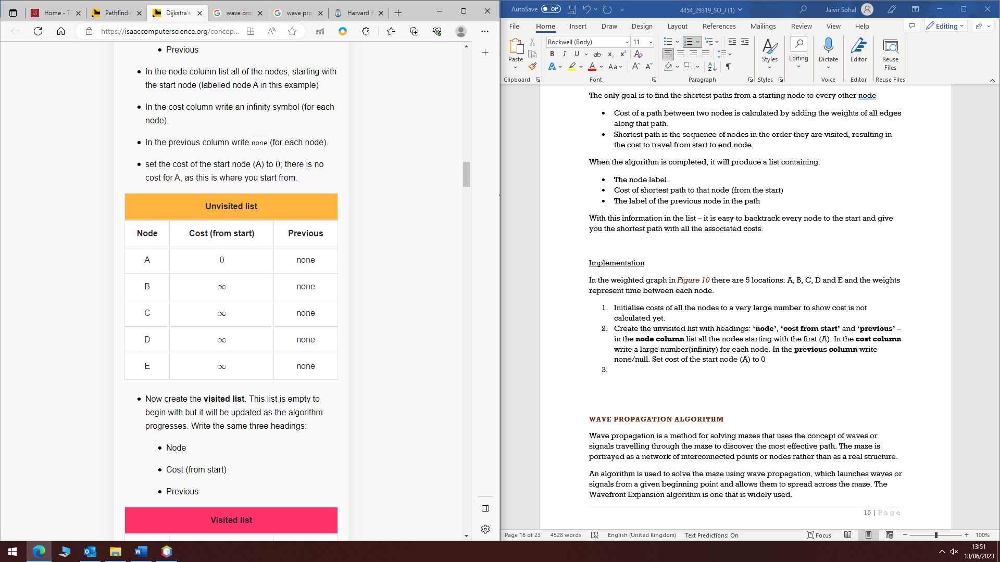 Home - T
Pathfindin
Dijkstra's
wave pro
wave pro
Harvard R
https://isaaccomputerscience.org/concep...
Previous
In the node column list all of the nodes, starting with
the start node (labelled node A in this example)
In the cost column write an infinity symbol (for each
node).
In the previous column write none (for each node).
set the cost of the start node (A) to 0; there is no
cost for A, as this is where you start from.
Unvisited list
Node Cost (from start) Previous
A 0 none
B ∞ none
C ∞ none
D ∞ none
E ∞ none
Now create the visited list. This list is empty to
begin with but it will be updated as the algorithm
progresses. Write the same three headings:
Node
Cost (from start)
Previous
Visited list
AutoSave Off 4454_29319_SO_J (1) Jaivir Sohal
File Home Insert Draw Design Layout References Mailings Review View Help Editing
Rockwell (Body) 11
Paste Styles Editing Dictate Editor Reuse
Files
Clipboard Font Paragraph Styles Voice Editor Reuse Files
The only goal is to find the shortest paths from a starting node to every other node
Cost of a path between two nodes is calculated by adding the weights of all edges
along that path.
Shortest path is the sequence of nodes in the order they are visited, resulting in
the cost to travel from start to end node.
When the algorithm is completed, it will produce a list containing:
The node label.
Cost of shortest path to that node (from the start)
The label of the previous node in the path
With this information in the list – it is easy to backtrack every node to the start and give
you the shortest path with all the associated costs.
Implementation
In the weighted graph in Figure 10 there are 5 locations: A, B, C, D and E and the weights
represent time between each node.
1. Initialise costs of all the nodes to a very large number to show cost is not
calculated yet.
2. Create the unvisited list with headings: ‘node’, ‘cost from start’ and ‘previous’ –
in the node column list all the nodes starting with the first (A). In the cost column
write a large number(infinity) for each node. In the previous column write
none/null. Set cost of the start node (A) to 0
3.
WAVE PROPAGATION ALGORITHM
Wave propagation is a method for solving mazes that uses the concept of waves or
signals travelling through the maze to discover the most effective path. The maze is
portrayed as a network of interconnected points or nodes rather than as a real structure.
An algorithm is used to solve the maze using wave propagation, which launches waves or
signals from a given beginning point and allows them to spread across the maze. The
Wavefront Expansion algorithm is one that is widely used.
15 | Page
Page 16 of 23 4528 words English (United Kingdom) Text Predictions: On Focus 100%
13:51
13/06/2023